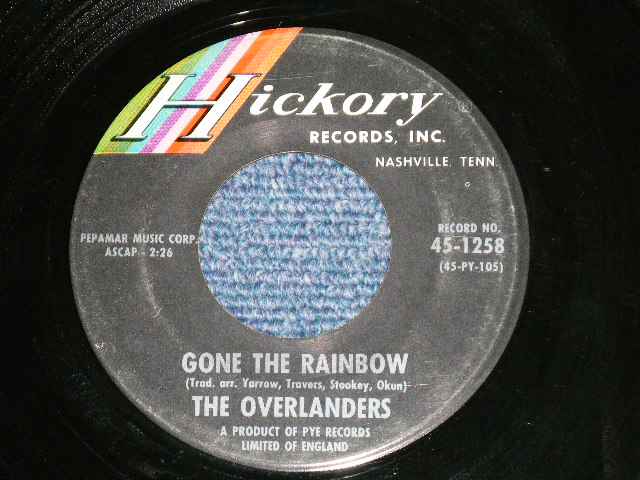 Hickory ®
RECORDS, INC.
NASHVILLE, TENN.
PEPAMAR MUSIC CORP.
ASCAP - 2:26
RECORD NO.
45-1258
(45-PY-105)
GONE THE RAINBOW
(Trad. arr. Yarrow, Travers, Stookey, Okun)
THE OVERLANDERS
A PRODUCT OF PYE RECORDS
LIMITED OF ENGLAND